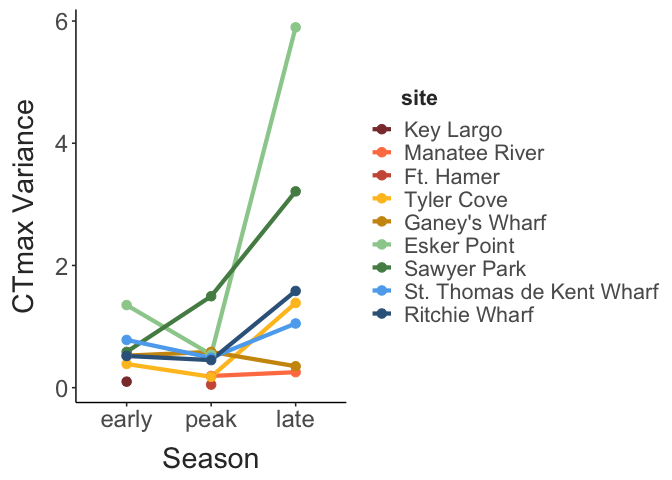 6
4
2
0
CTmax Variance
early peak late
Season
site
Key Largo
Manatee River
Ft. Hamer
Tyler Cove
Ganey's Wharf
Esker Point
Sawyer Park
St. Thomas de Kent Wharf
Ritchie Wharf